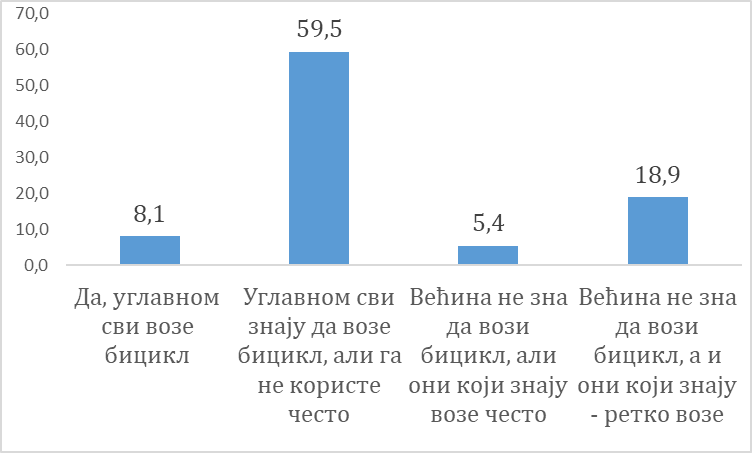 70,0
60,0
50,0
40,0
30,0
20,0
10,0
0,0
8,1
59,5
5,4
18,9
Да, углавном
сви возе
бицикл
Углавном сви
знају да возе
бицикл, али га
не користе
често
Већина не зна
да вози
бицикл, али
они који знају
возе често
Већина не зна
да вози
бицикл, а и
они који знају
- ретко возе